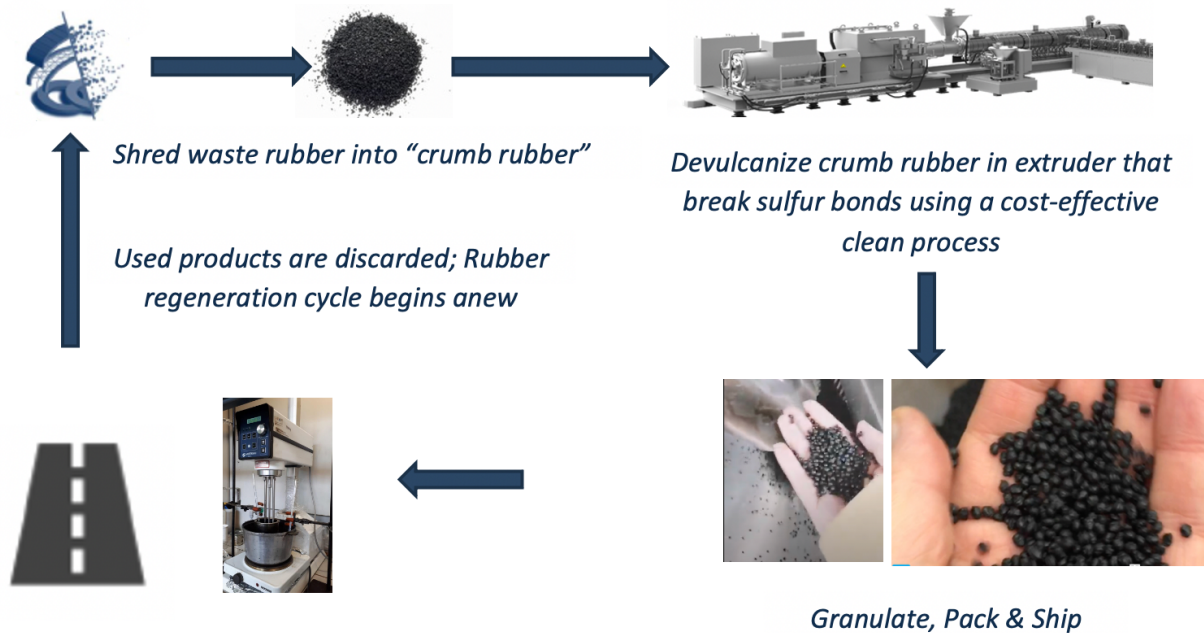 Shred waste rubber into “crumb rubber”
Devulcanize crumb rubber in extruder that
break sulfur bonds using a cost-effective
clean process
Used products are discarded; Rubber
regeneration cycle begins anew
Granulate, Pack & Ship